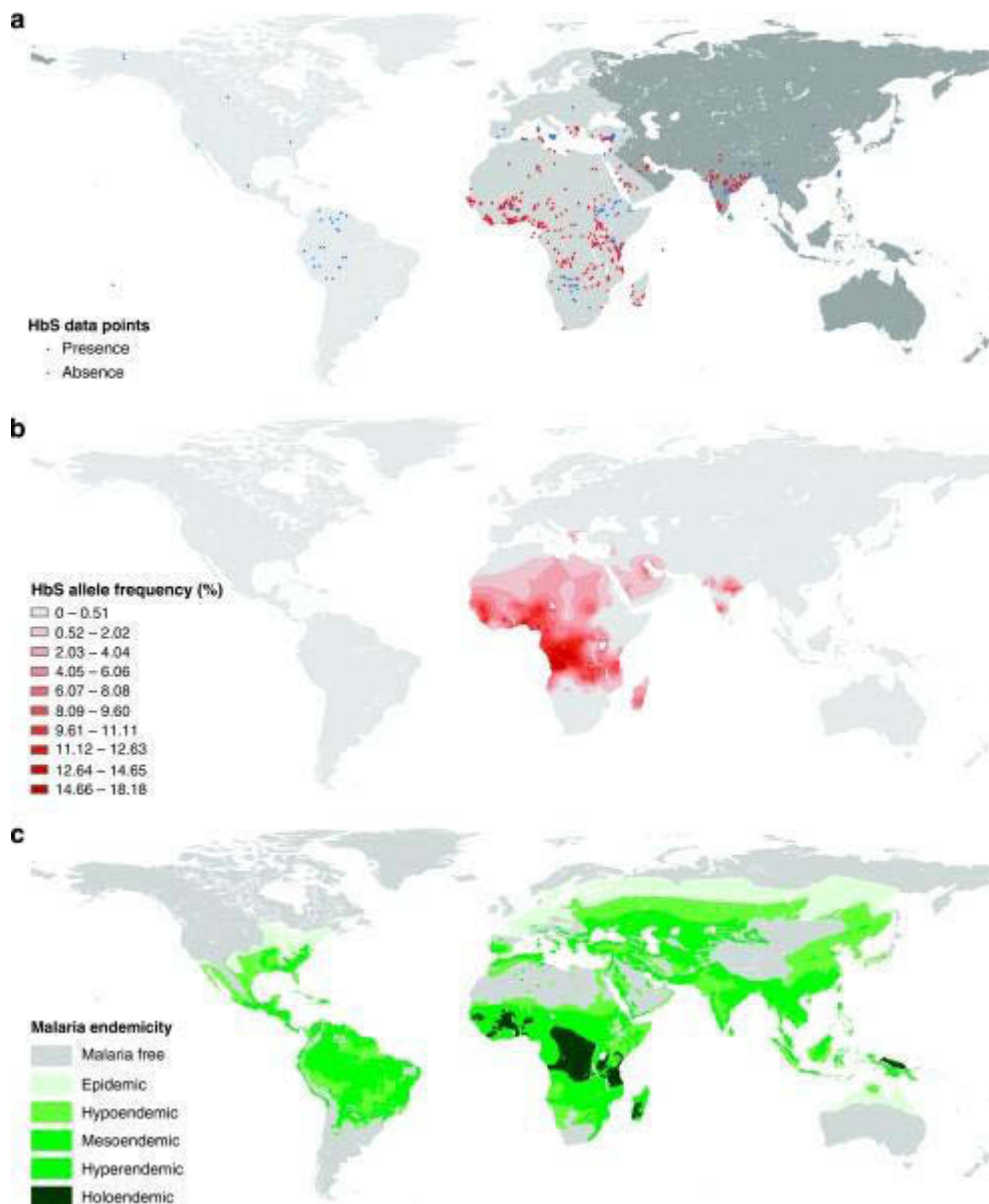 a
HbS data points
Presence
Absence
b
HbS allele frequency (%)
0 – 0.51
0.52 – 2.02
2.03 – 4.04
4.05 – 6.06
6.07 – 8.08
8.09 – 9.60
9.61 – 11.11
11.12 – 12.63
12.64 – 14.65
14.66 – 18.18
c
Malaria endemicity
Malaria free
Epidemic
Hypoendemic
Mesoendemic
Hyperendemic
Holoendemic